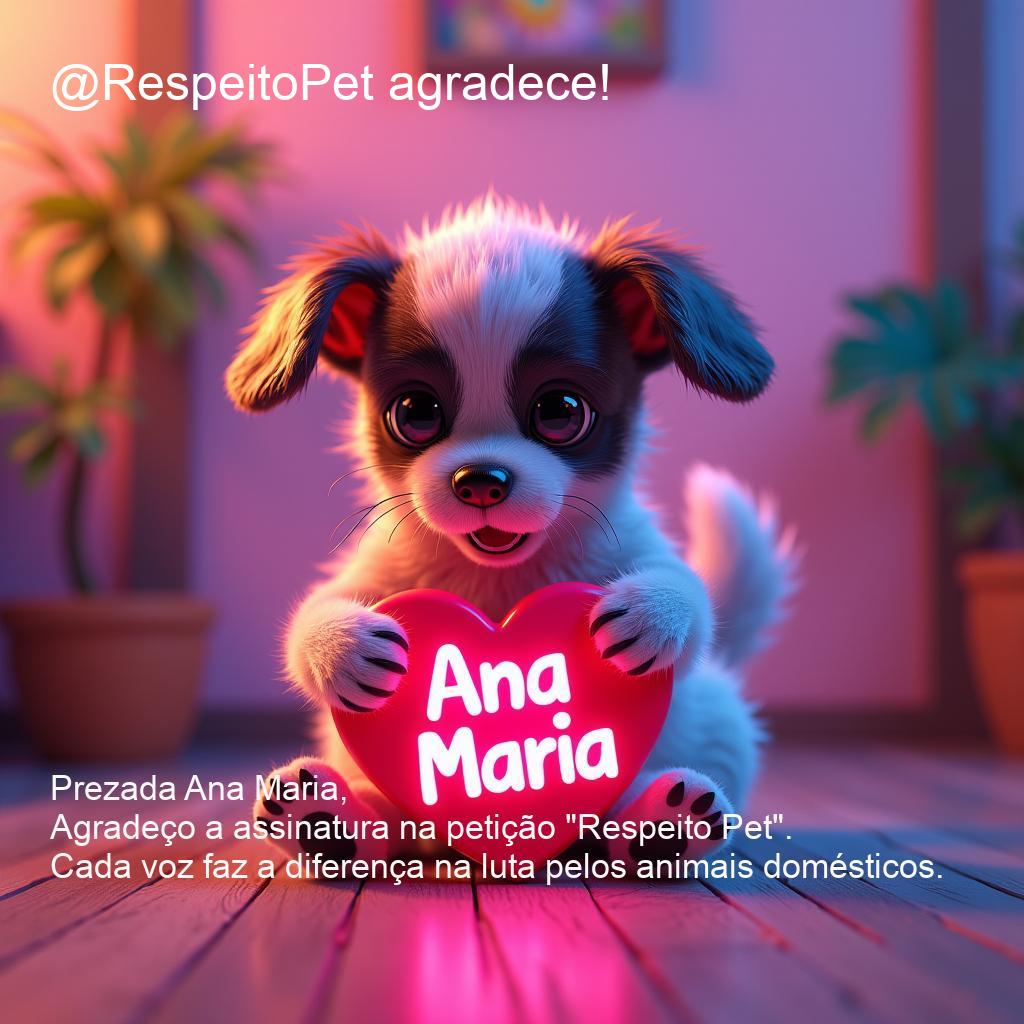 @RespeitoPet agradece!
Ana
Maria
Prezada Ana Maria,
Agradeço a assinatura na petição "Respeito Pet".
Cada voz faz a diferença na luta pelos animais domésticos.